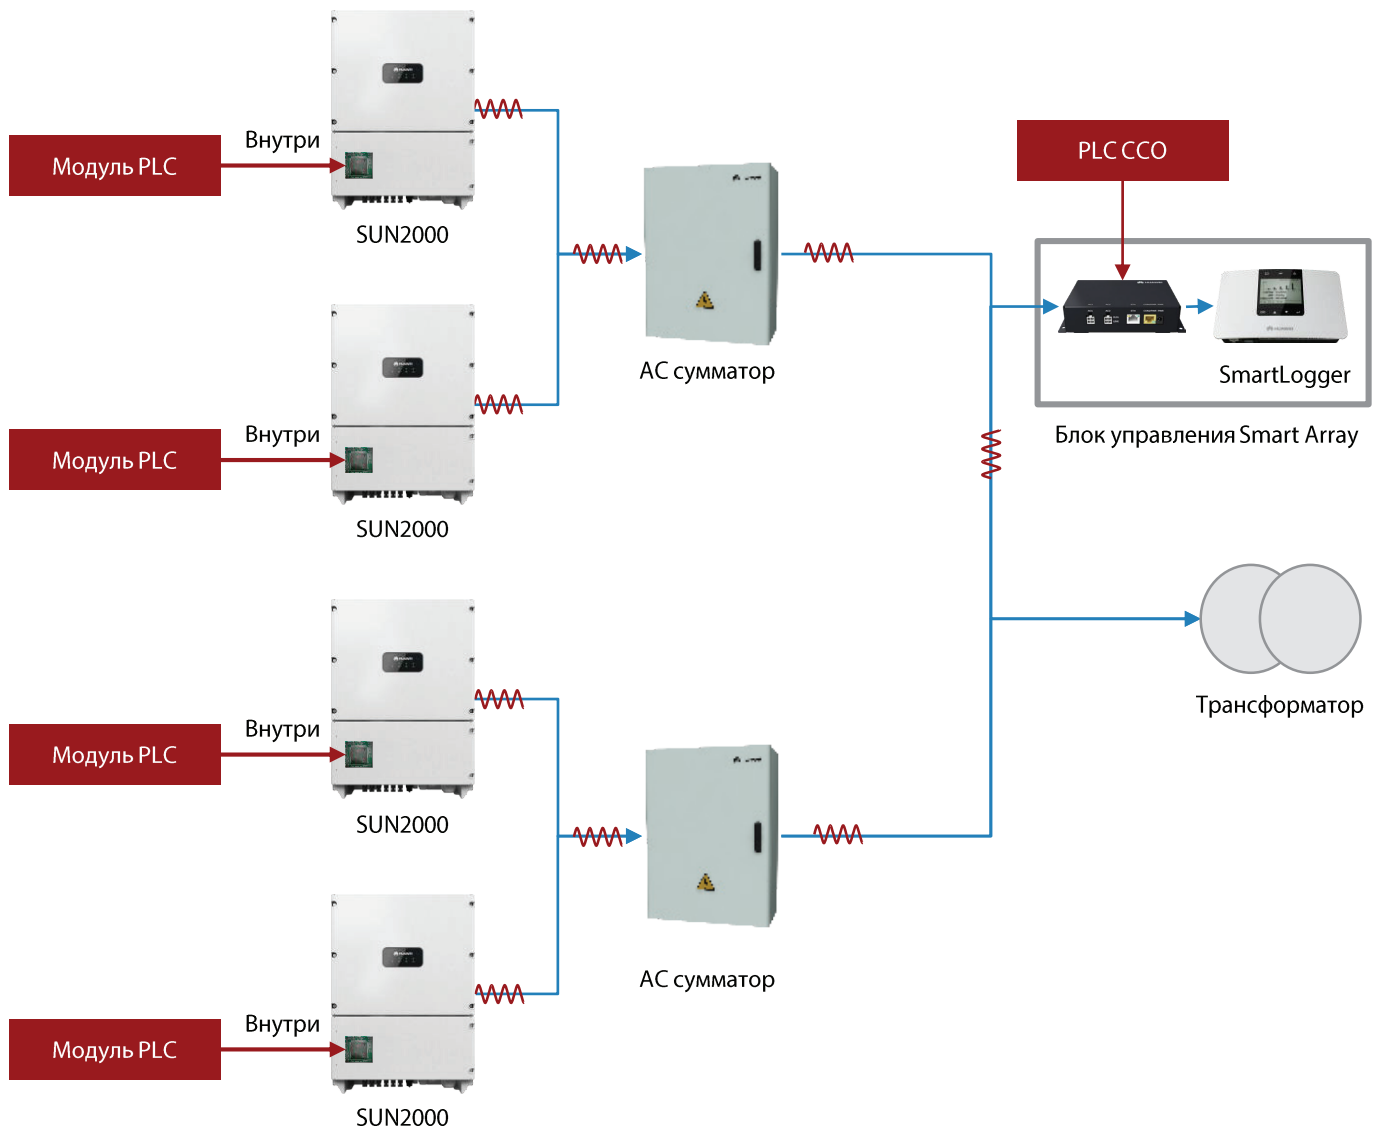 Модуль PLC
Внутри
SUN2000
Модуль PLC
Внутри
SUN2000
Модуль PLC
Внутри
SUN2000
Модуль PLC
Внутри
SUN2000
АС сумматор
АС сумматор
PLC CCO
SmartLogger
Блок управления Smart Array
Трансформатор